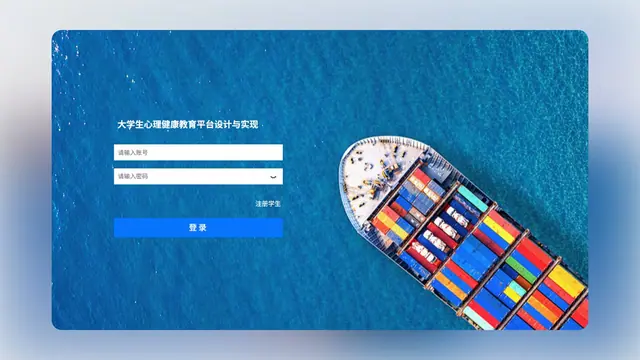 大学生心理健康教育平台设计与实现
请输入账号
请输入密码
注册学生
登 录